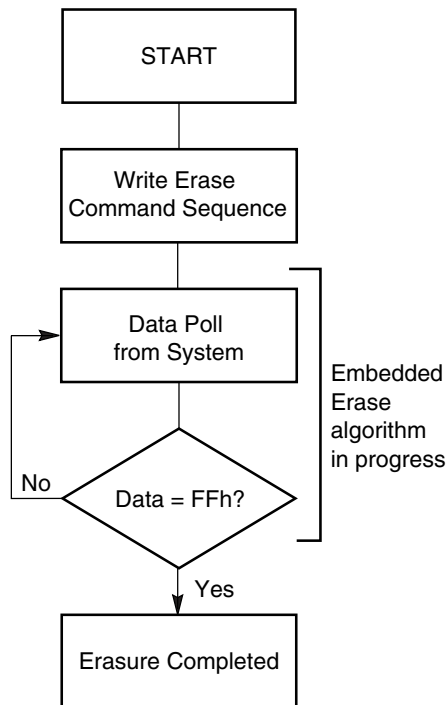 START
Write Erase
Command Sequence
Data Poll
from System
Embedded
Erase
algorithm
in progress
No
Data = FFh?
Yes
Erasure Completed